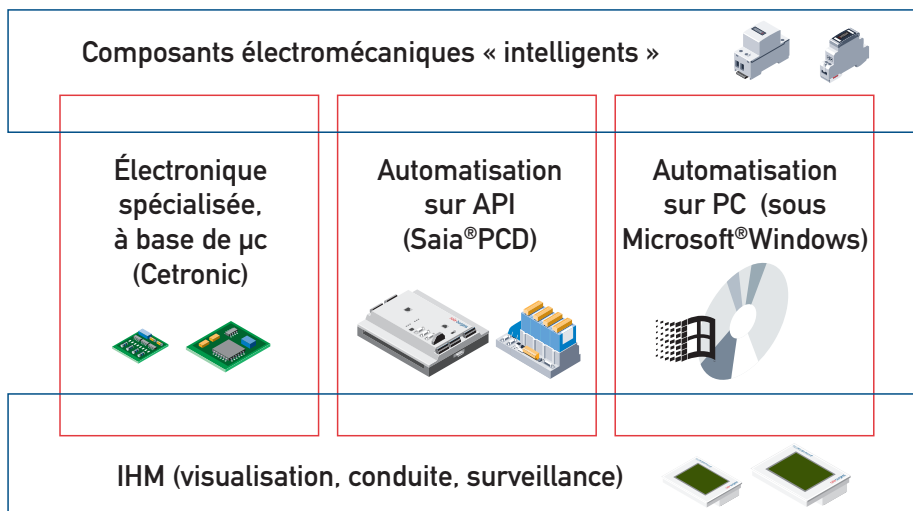 Composants électromécaniques « intelligents »
Électronique
spécialisée,
à base de µc
(Cetronic)
Automatisation
sur API
(Saia®PCD)
Automatisation
sur PC (sous
Microsoft®Windows)
IHM (visualisation, conduite, surveillance)